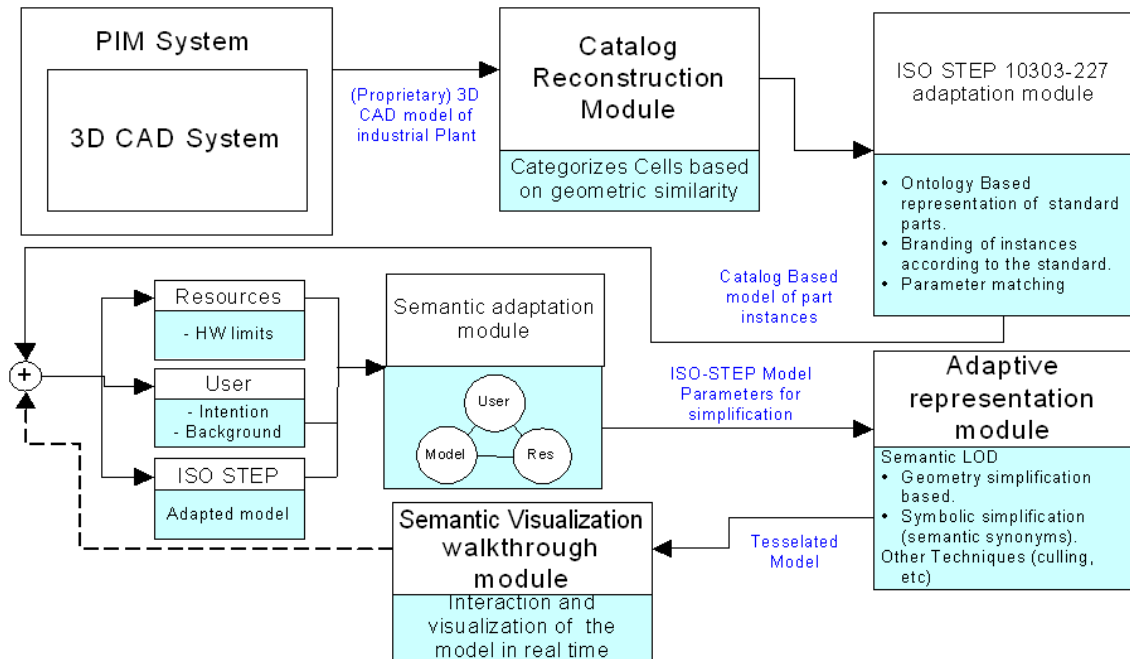 PIM System
3D CAD System
(Proprietary) 3D
CAD model of
industrial Plant
Catalog
Reconstruction
Module
Categorizes Cells based
on geometric similarity
ISO STEP 10303-227
adaptation module
• Ontology Based
representation of standard
parts.
• Branding of instances
according to the standard.
• Parameter matching
Catalog Based
model of part
instances
+
Resources
- HW limits
User
- Intention
- Background
ISO STEP
Adapted model
Semantic adaptation
module
User
Model
Res
ISO-STEP Model
Parameters for
simplification
Adaptive
representation
module
Semantic LOD
• Geometry simplification
based.
• Symbolic simplification
(semantic synonyms).
Other Techniques (culling,
etc)
Tesselated
Model
Semantic Visualization
walkthrough
module
Interaction and
visualization of the
model in real time